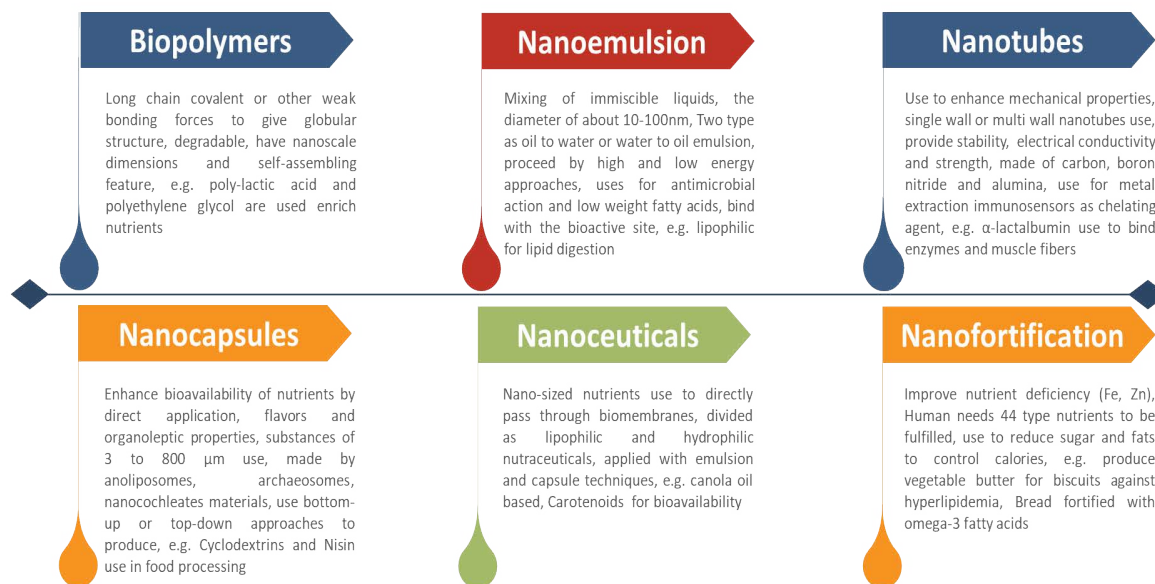 Biopolymers
Long chain covalent or other weak
bonding forces to give globular
structure, degradable, have nanoscale
dimensions and self-assembling
feature, e.g. poly-lactic acid and
polyethylene glycol are used enrich
nutrients
Nanoemulsion
Mixing of immiscible liquids, the
diameter of about 10-100nm, Two type
as oil to water or water to oil emulsion,
proceed by high and low energy
approaches, uses for antimicrobial
action and low weight fatty acids, bind
with the bioactive site, e.g. lipophilic
for lipid digestion
Nanotubes
Use to enhance mechanical properties,
single wall or multi wall nanotubes use,
provide stability, electrical conductivity
and strength, made of carbon, boron
nitride and alumina, use for metal
extraction immunosensors as chelating
agent, e.g. α-lactalbumin use to bind
enzymes and muscle fibers
Nanocapsules
Enhance bioavailability of nutrients by
direct application, flavors and
organoleptic properties, substances of
3 to 800 µm use, made by
anoliposomes, archaeosomes,
nanocochleates materials, use bottom-
up or top-down approaches to
produce, e.g. Cyclodextrins and Nisin
use in food processing
Nanoceuticals
Nano-sized nutrients use to directly
pass through biomembranes, divided
as lipophilic and hydrophilic
nutraceuticals, applied with emulsion
and capsule techniques, e.g. canola oil
based, Carotenoids for bioavailability
Nanofortification
Improve nutrient deficiency (Fe, Zn),
Human needs 44 type nutrients to be
fulfilled, use to reduce sugar and fats
to control calories, e.g. produce
vegetable butter for biscuits against
hyperlipidemia, Bread fortified with
omega-3 fatty acids